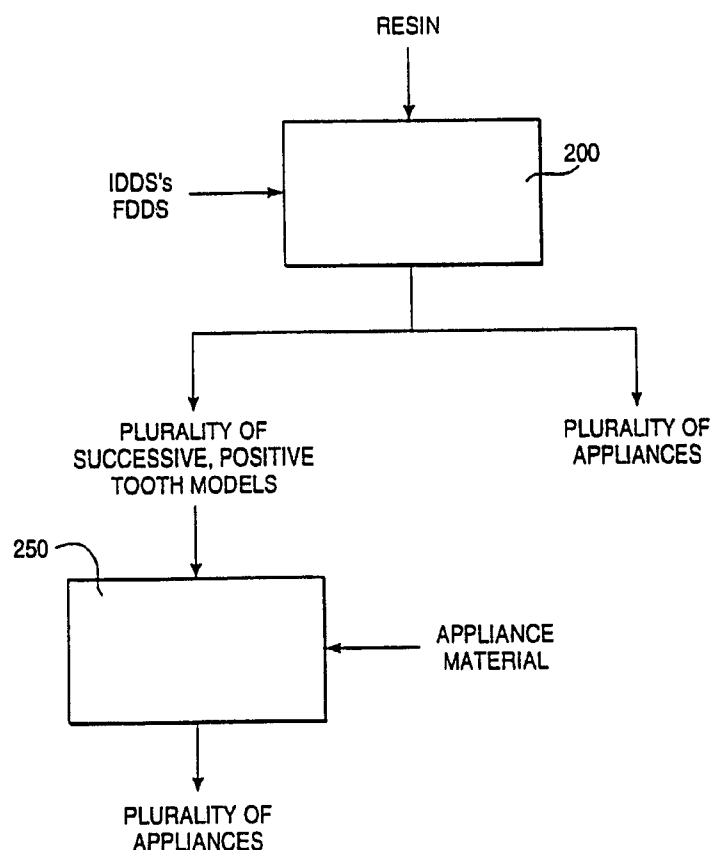 RESIN
200
IDDS's
FDDS
PLURALITY OF
SUCCESSIVE, POSITIVE
TOOTH MODELS
PLURALITY OF
APPLIANCES
250
APPLIANCE
MATERIAL
PLURALITY OF
APPLIANCES